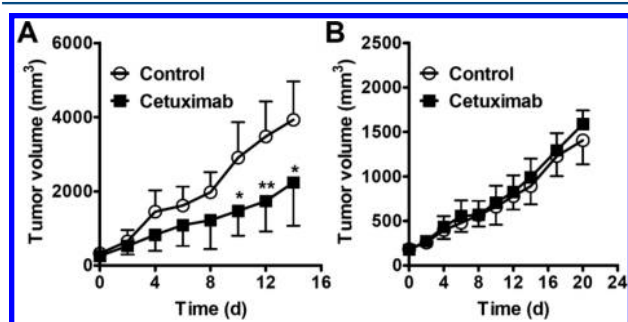 A
Tumor volume (mm³)
6000
4000
2000
0
Control
Cetuximab
*
**
*
0 4 8 12 16
Time (d)
B
Tumor volume (mm³)
2500
2000
1500
1000
500
0
Control
Cetuximab
0 4 8 12 16 20 24
Time (d)